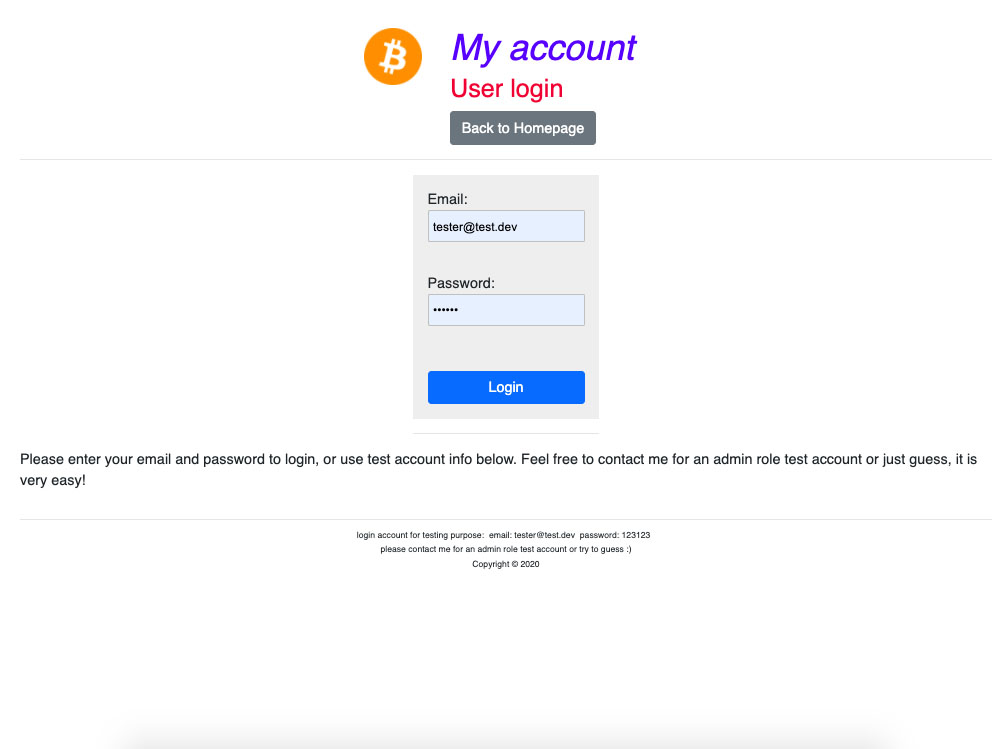 My account
User login
Back to Homepage
Email:
tester@test.dev
Password:
••••••
Login
Please enter your email and password to login, or use test account info below. Feel free to contact me for an admin role test account or just guess, it is
very easy!
login account for testing purpose:  email: tester@test.dev  password: 123123
please contact me for an admin role test account or try to guess :)
Copyright © 2020